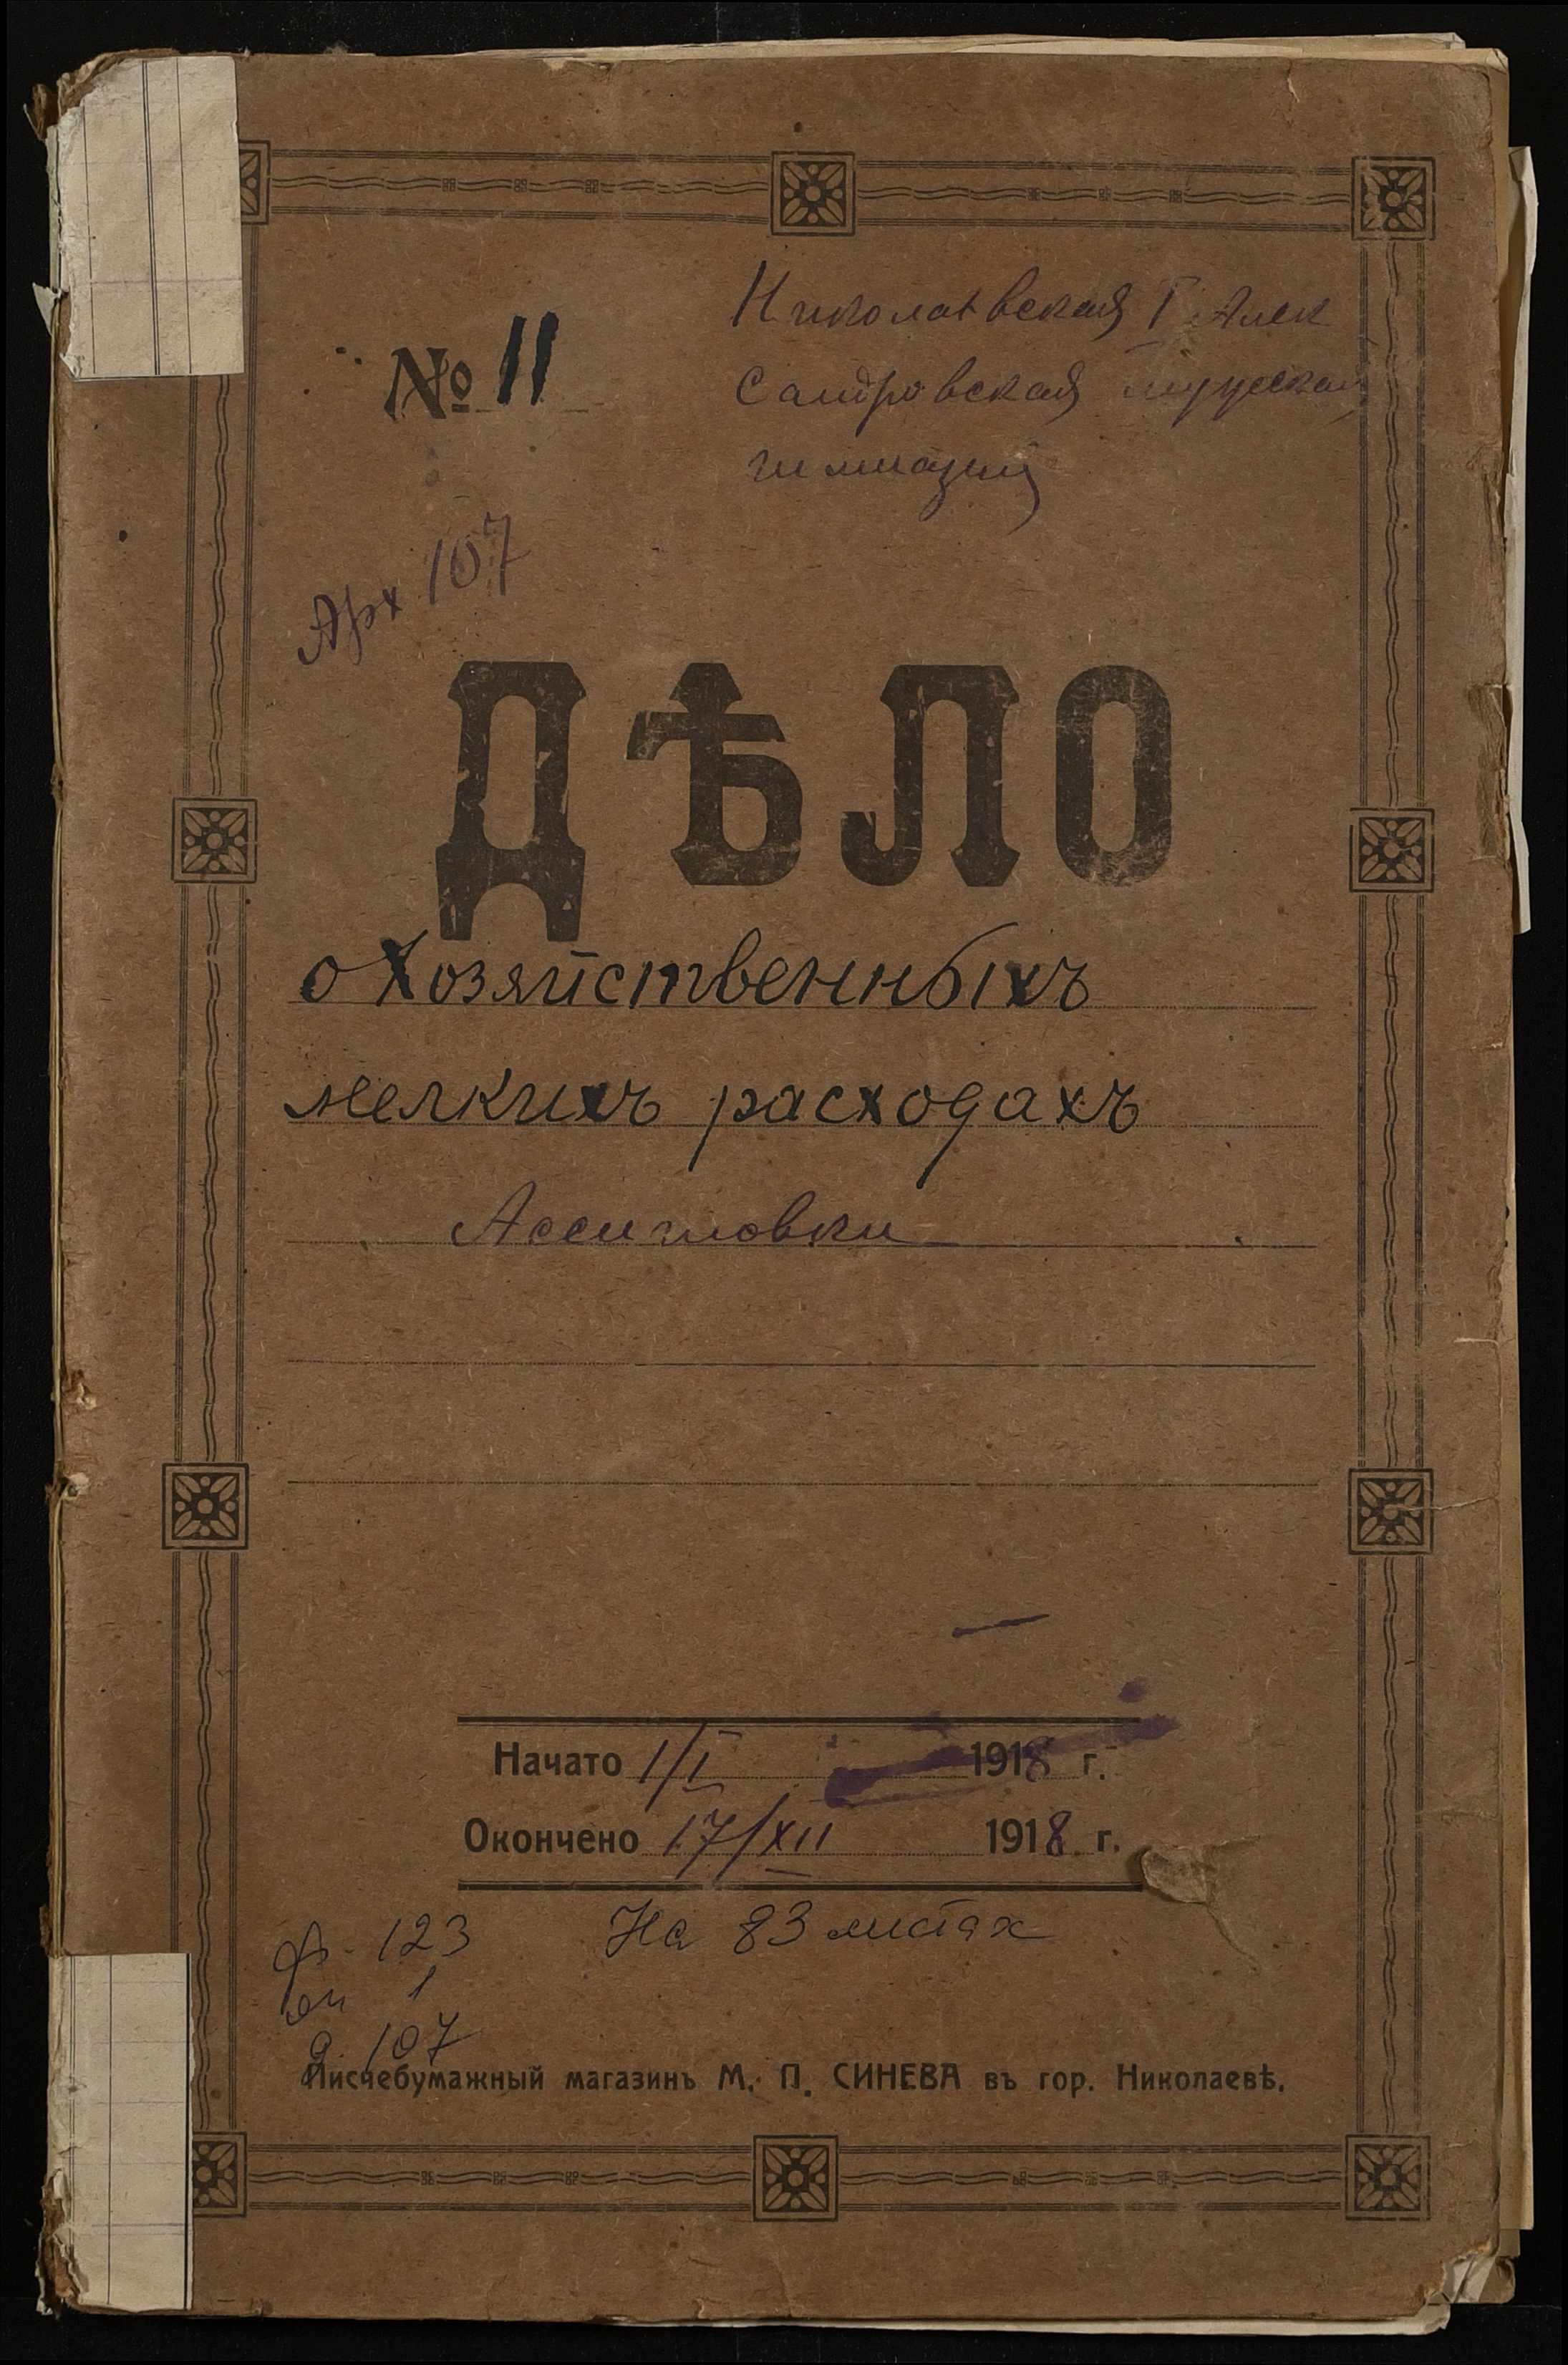 № 11
Николаевская I Алек
сандровская мужская
гимназия
Арх 107
ДѢЛО
о хозяйственныхъ
мелкихъ расходахъ
Ассигновки
Начато 1/I 1918 г.
Окончено 17/XII 1918 г.
На 83 листах
ф. 123
оп 1
д. 107
Писчебумажный магазинъ М. П. СИНЕВА въ гор. Николаевѣ.